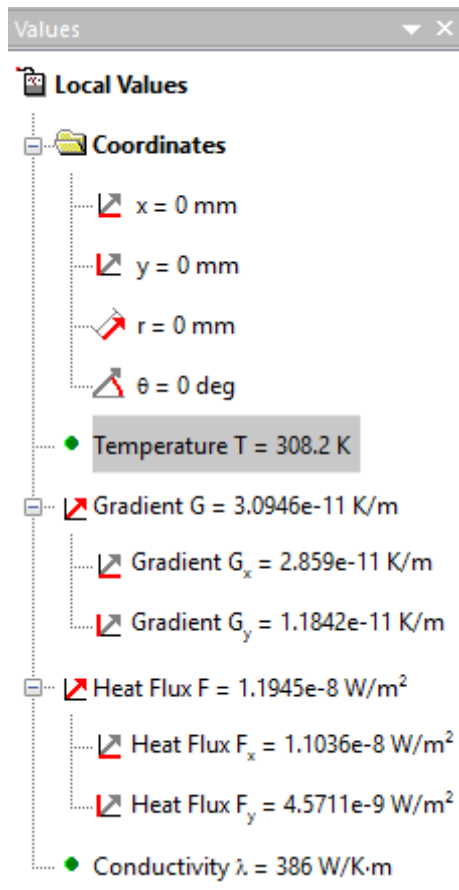 Values
Local Values
Coordinates
x = 0 mm
y = 0 mm
r = 0 mm
θ = 0 deg
Temperature T = 308.2 K
Gradient G = 3.0946e-11 K/m
Gradient Gₓ = 2.859e-11 K/m
Gradient Gᵧ = 1.1842e-11 K/m
Heat Flux F = 1.1945e-8 W/m²
Heat Flux Fₓ = 1.1036e-8 W/m²
Heat Flux Fᵧ = 4.5711e-9 W/m²
Conductivity λ = 386 W/K·m